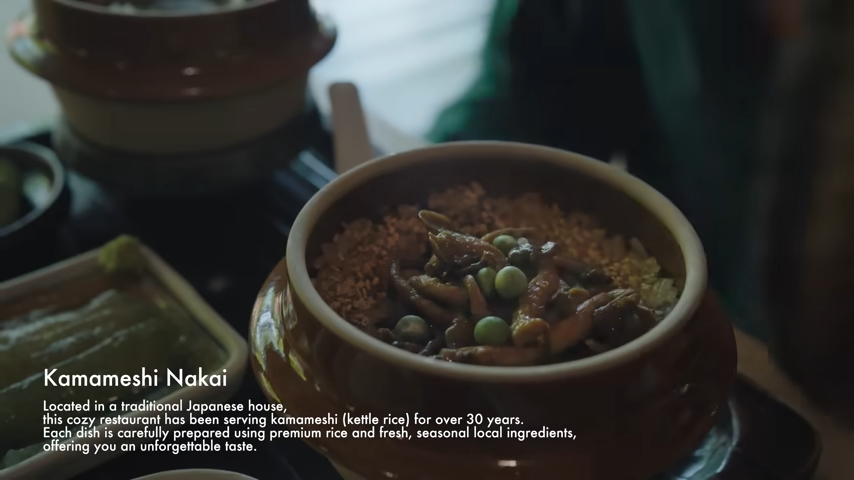 Kamameshi Nakai
Located in a traditional Japanese house,
this cozy restaurant has been serving kamameshi (kettle rice) for over 30 years.
Each dish is carefully prepared using premium rice and fresh, seasonal local ingredients,
offering you an unforgettable taste.